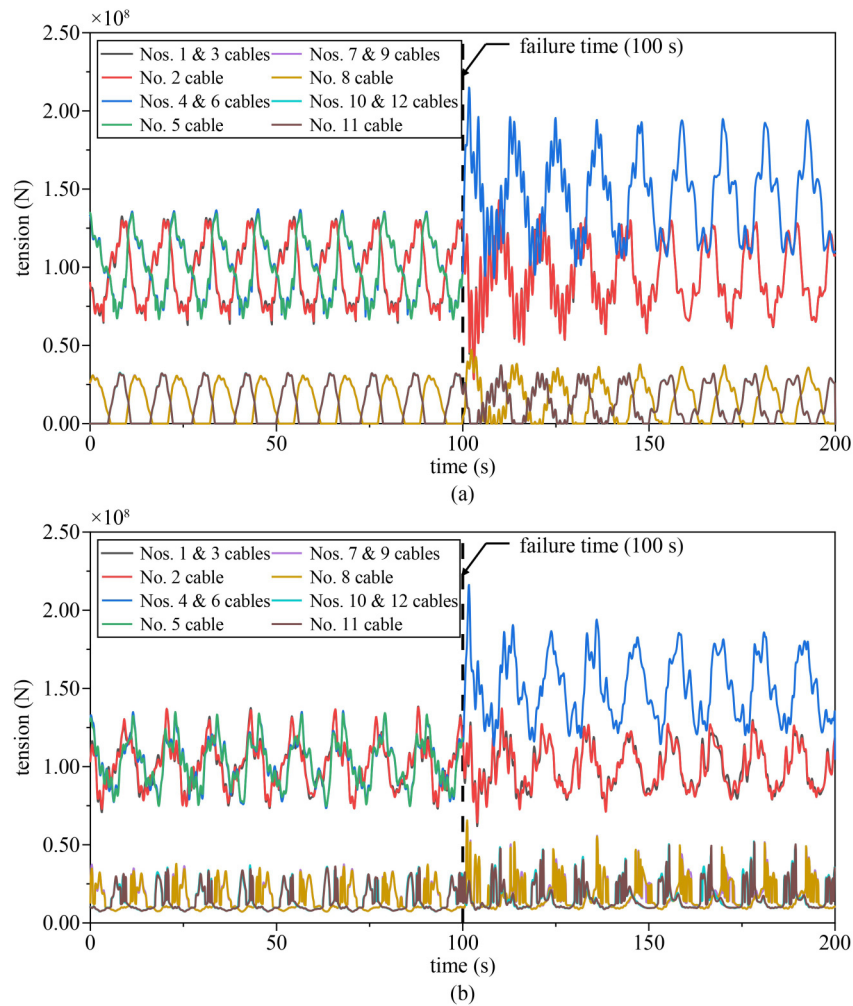 ×10⁸
2.50
2.00
1.50
1.00
0.50
0.00
tension (N)
Nos. 1 & 3 cables
Nos. 7 & 9 cables
No. 2 cable
No. 8 cable
Nos. 4 & 6 cables
Nos. 10 & 12 cables
No. 5 cable
No. 11 cable
failure time (100 s)
0
50
100
150
200
time (s)
(a)
×10⁸
2.50
2.00
1.50
1.00
0.50
0.00
tension (N)
Nos. 1 & 3 cables
Nos. 7 & 9 cables
No. 2 cable
No. 8 cable
Nos. 4 & 6 cables
Nos. 10 & 12 cables
No. 5 cable
No. 11 cable
failure time (100 s)
0
50
100
150
200
time (s)
(b)